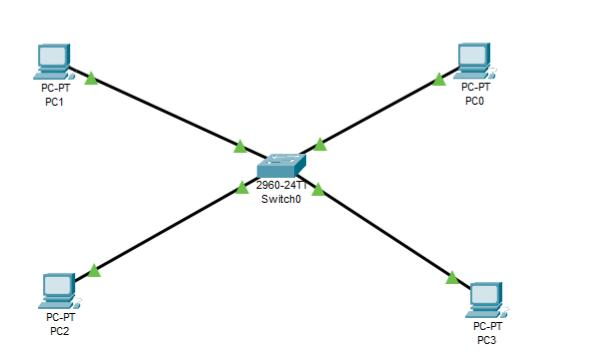 PC-PT
PC1
PC-PT
PC0
2960-24TT
Switch0
PC-PT
PC2
PC-PT
PC3